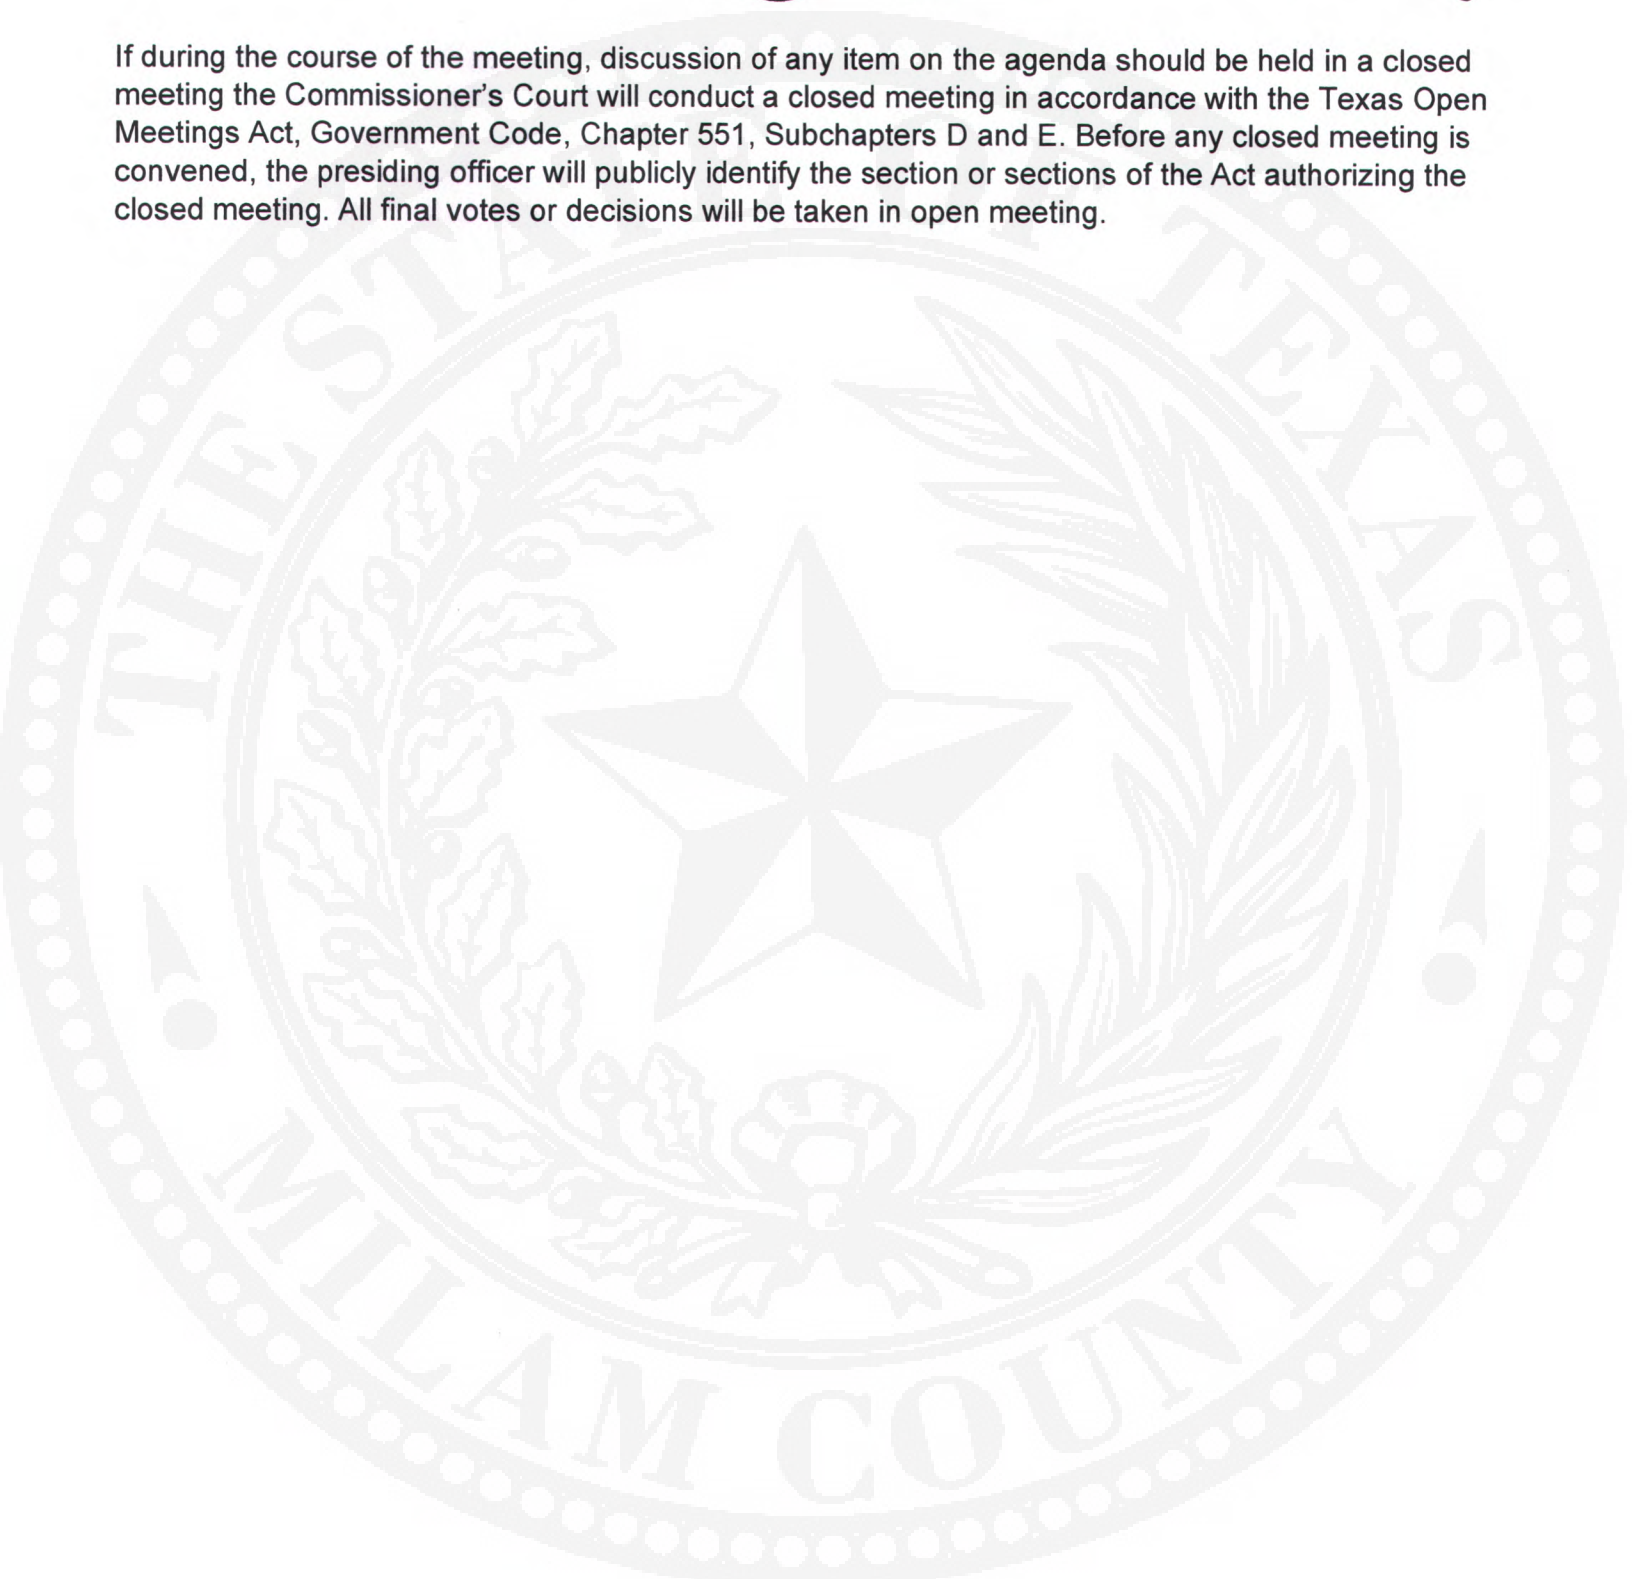 If during the course of the meeting, discussion of any item on the agenda should be held in a closed
meeting the Commissioner's Court will conduct a closed meeting in accordance with the Texas Open
Meetings Act, Government Code, Chapter 551, Subchapters D and E. Before any closed meeting is
convened, the presiding officer will publicly identify the section or sections of the Act authorizing the
closed meeting. All final votes or decisions will be taken in open meeting.
THE STATE OF TEXAS
MILAM COUNTY